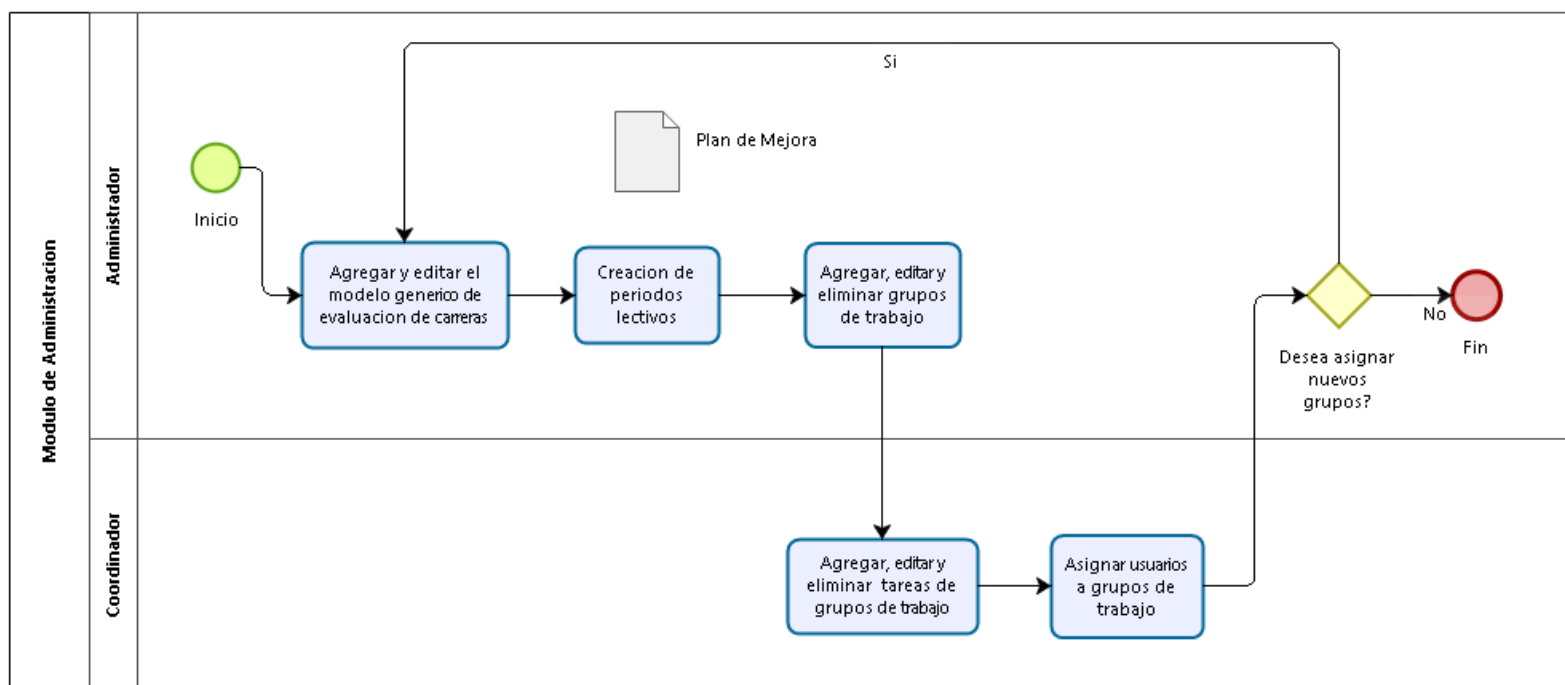 Modulo de Administracion
Administrador
Si
Plan de Mejora
Inicio
Agregar y editar el
modelo generico de
evaluacion de carreras
Creacion de
periodos
lectivos
Agregar, editar y
eliminar grupos
de trabajo
No
Fin
Desea asignar
nuevos
grupos?
Coordinador
Agregar, editar y
eliminar tareas de
grupos de trabajo
Asignar usuarios
a grupos de
trabajo